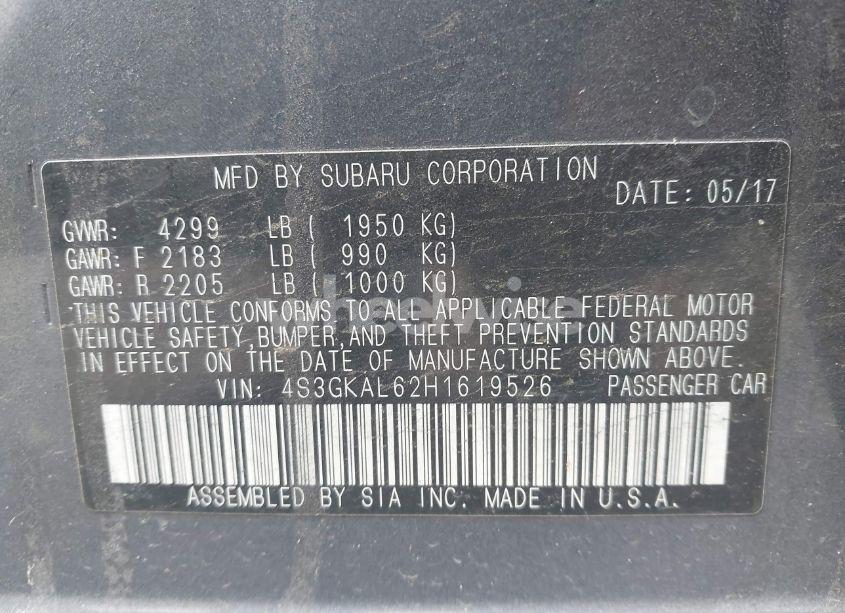 MFD BY SUBARU CORPORATION
DATE: 05/17
GVWR: 4299 LB ( 1950 KG)
GAWR: F 2183 LB ( 990 KG)
GAWR: R 2205 LB ( 1000 KG)
THIS VEHICLE CONFORMS TO ALL APPLICABLE FEDERAL MOTOR
VEHICLE SAFETY, BUMPER, AND THEFT PREVENTION STANDARDS
IN EFFECT ON THE DATE OF MANUFACTURE SHOWN ABOVE.
VIN: 4S3GKAL62H1619526 PASSENGER CAR
ASSEMBLED BY SIA INC. MADE IN U.S.A.